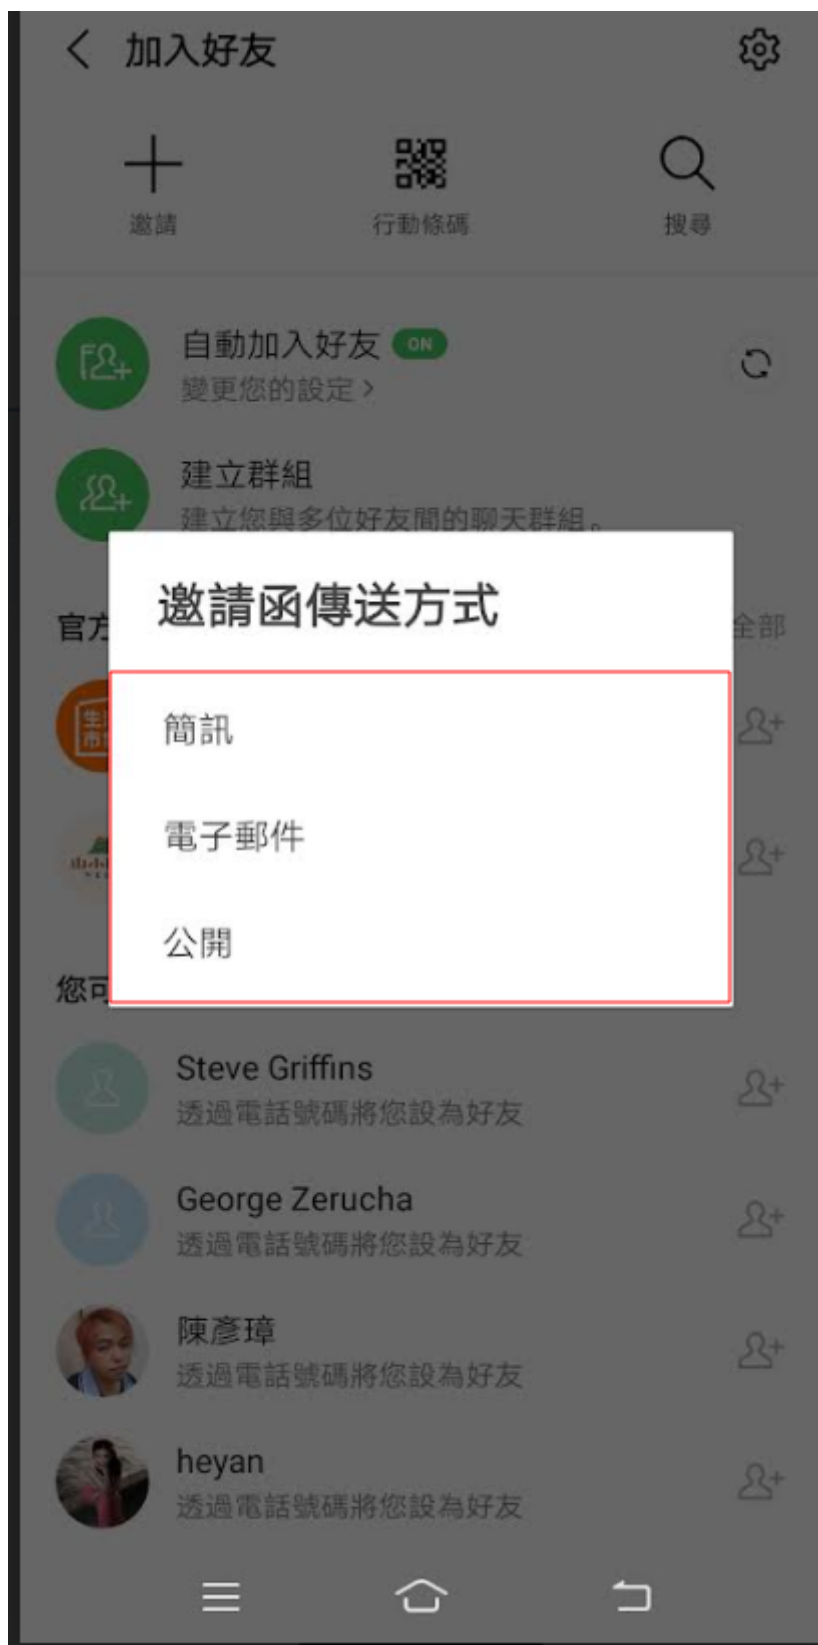 加入好友
邀請
行動條碼
搜尋
自動加入好友 ON
變更您的設定 >
建立群組
建立您與多位好友間的聊天群組。
邀請函傳送方式
官方
全部
簡訊
電子郵件
公開
您可
Steve Griffins
透過電話號碼將您設為好友
George Zerucha
透過電話號碼將您設為好友
陳彥璋
透過電話號碼將您設為好友
heyan
透過電話號碼將您設為好友